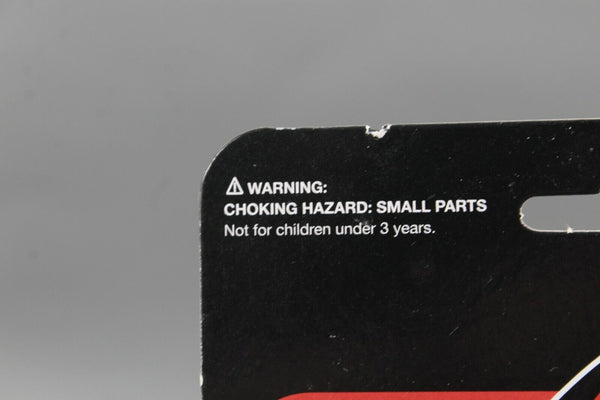 ⚠ WARNING:
CHOKING HAZARD: SMALL PARTS
Not for children under 3 years.